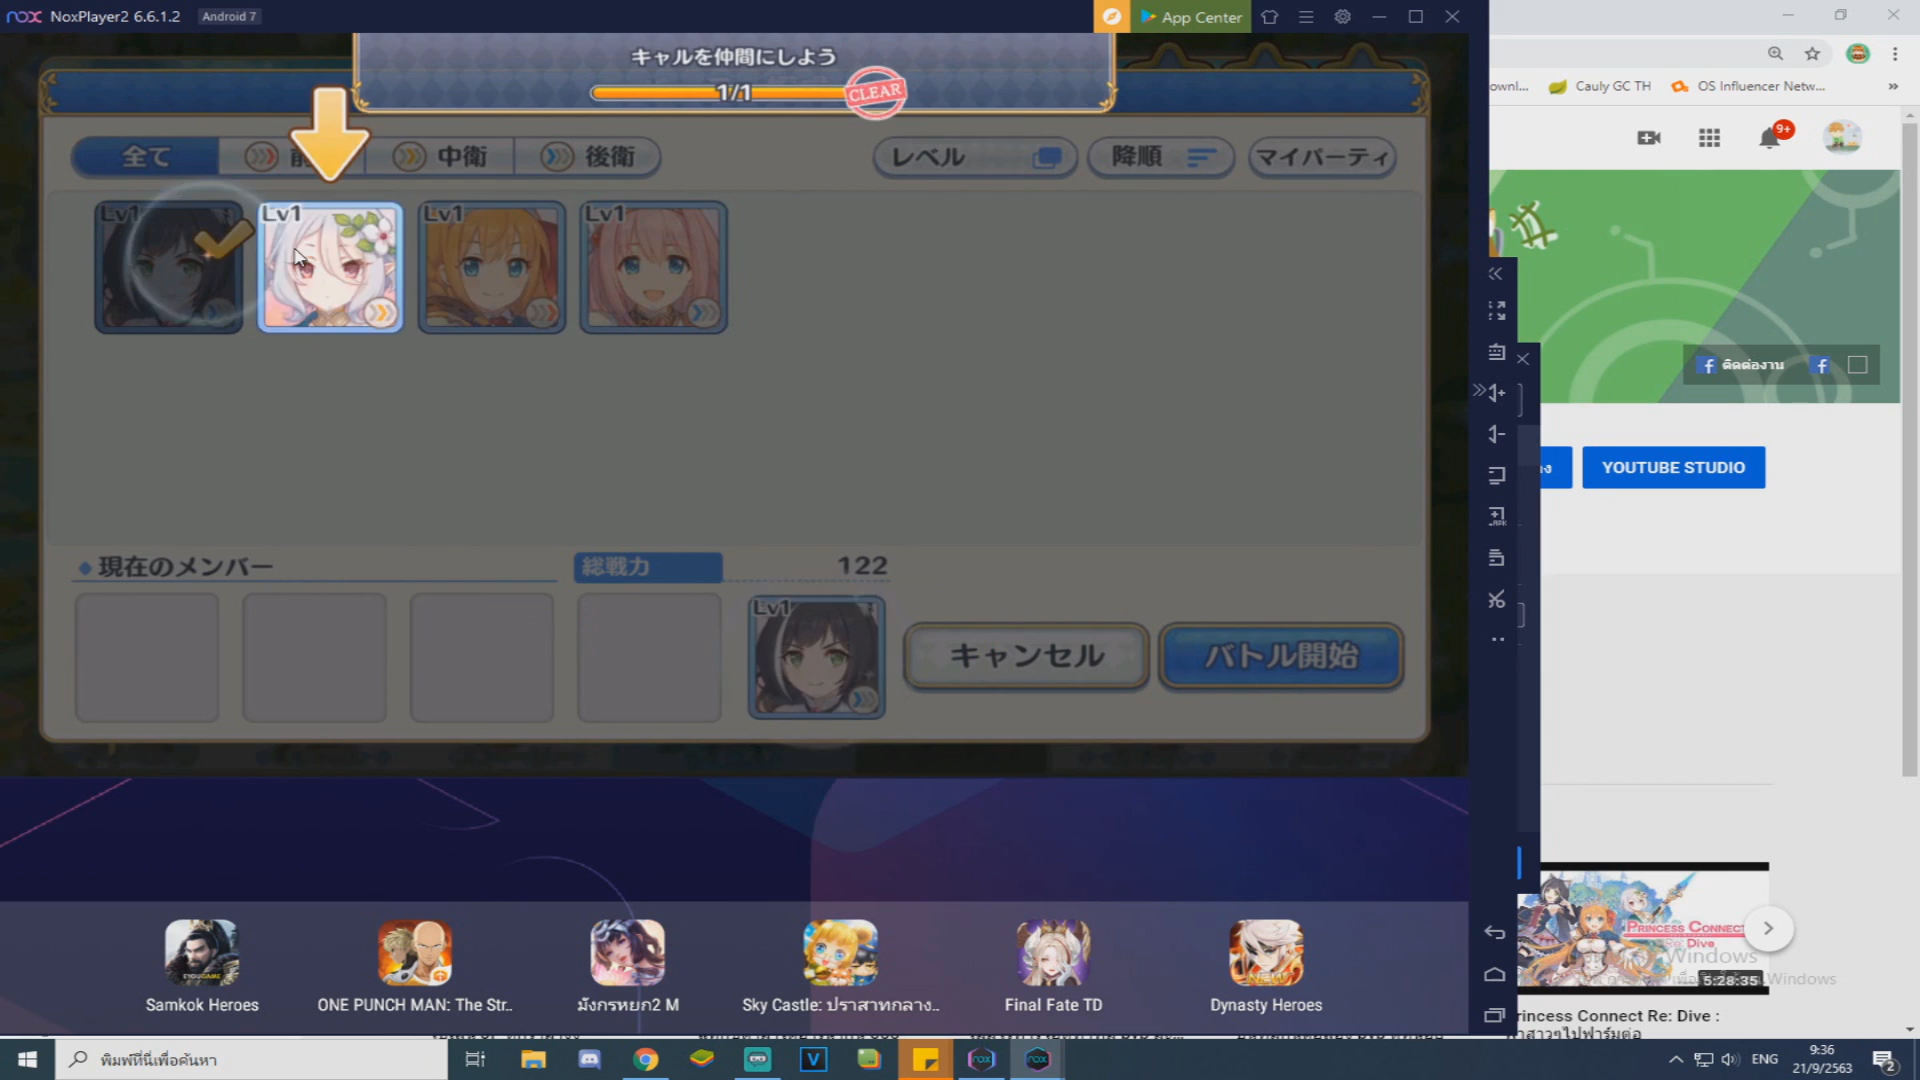 NoxPlayer2 6.6.1.2 Android 7
App Center
キャルを仲間にしよう
1/1
CLEAR
全て
中衛
後衛
レベル
降順
マイパーティ
Lv1
Lv1
Lv1
Lv1
現在のメンバー
総戦力
122
Lv1
キャンセル
バトル開始
Cauly GC TH
OS Influencer Netw...
9+
ติดต่องาน
YOUTUBE STUDIO
PRINCESS CONNECT
Re: Dive
5:28:35
Windows
Windows
Princess Connect Re: Dive :
Samkok Heroes
ONE PUNCH MAN: The Str..
มังกรหยก2 M
Sky Castle: ปราสาทกลาง..
Final Fate TD
Dynasty Heroes
พิมพ์ที่นี่เพื่อค้นหา
ENG
9:36
21/9/2563
2